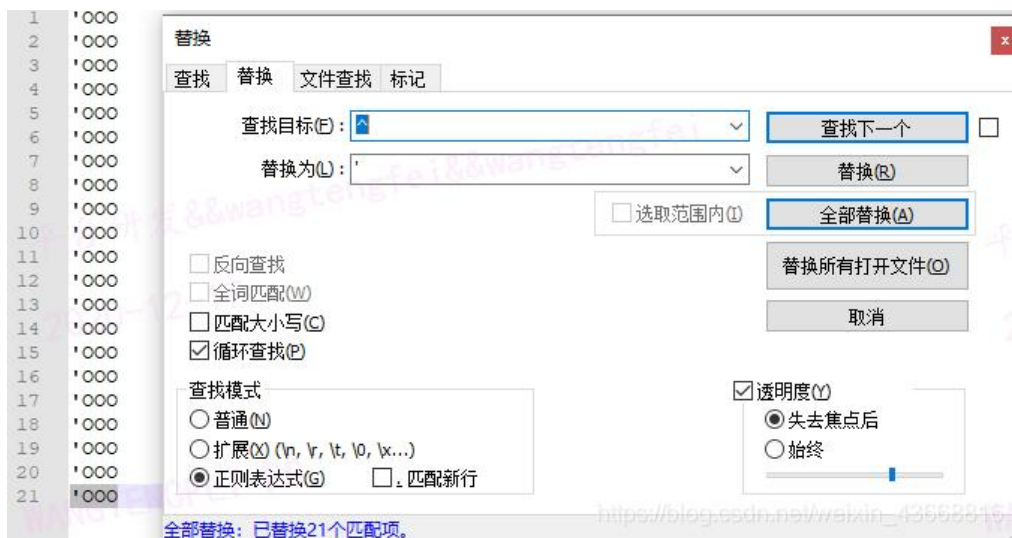 1 '000
2 '000
3 '000
4 '000
5 '000
6 '000
7 '000
8 '000
9 '000
10 '000
11 '000
12 '000
13 '000
14 '000
15 '000
16 '000
17 '000
18 '000
19 '000
20 '000
21 '000
替换
x
查找 替换 文件查找 标记
查找目标(F): ^ 查找下一个
替换为(L): ' 替换(R)
选取范围内(I) 全部替换(A)
反向查找 替换所有打开文件(O)
全词匹配(W)
匹配大小写(C) 取消
循环查找(P)
查找模式 透明度(Y)
普通(N) 失去焦点后
扩展(X) (\n, \r, \t, \0, \x...) 始终
正则表达式(G) . 匹配新行
全部替换: 已替换21个匹配项。
https://blog.csdn.net/weixin_43668816